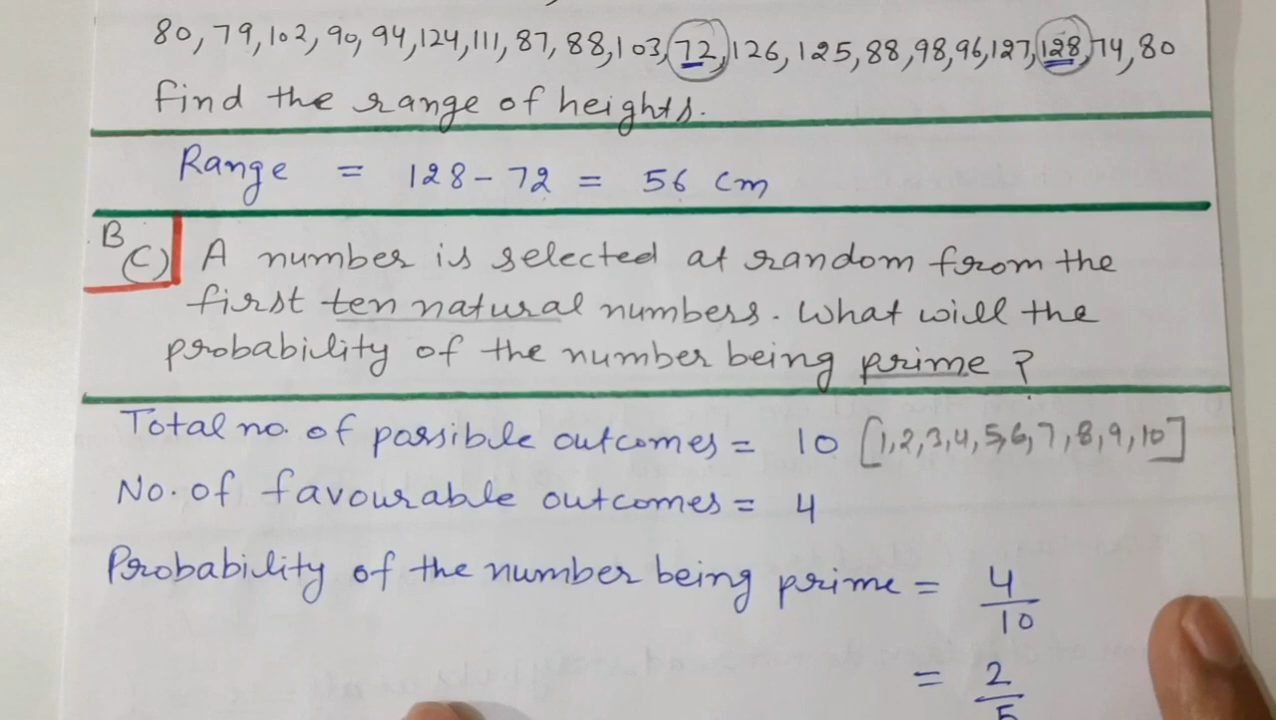 80, 79, 102, 90, 94, 124, 111, 87, 88, 103, 72, 126, 125, 88, 98, 96, 127, 128, 74, 80
find the range of heights.
Range = 128 - 72 = 56 cm
B
C) A number is selected at random from the
first ten natural numbers. What will the
probability of the number being prime ?
Total no. of possible outcomes = 10 [1,2,3,4,5,6,7,8,9,10]
No. of favourable outcomes = 4
Probability of the number being prime = 4/10
= 2/5